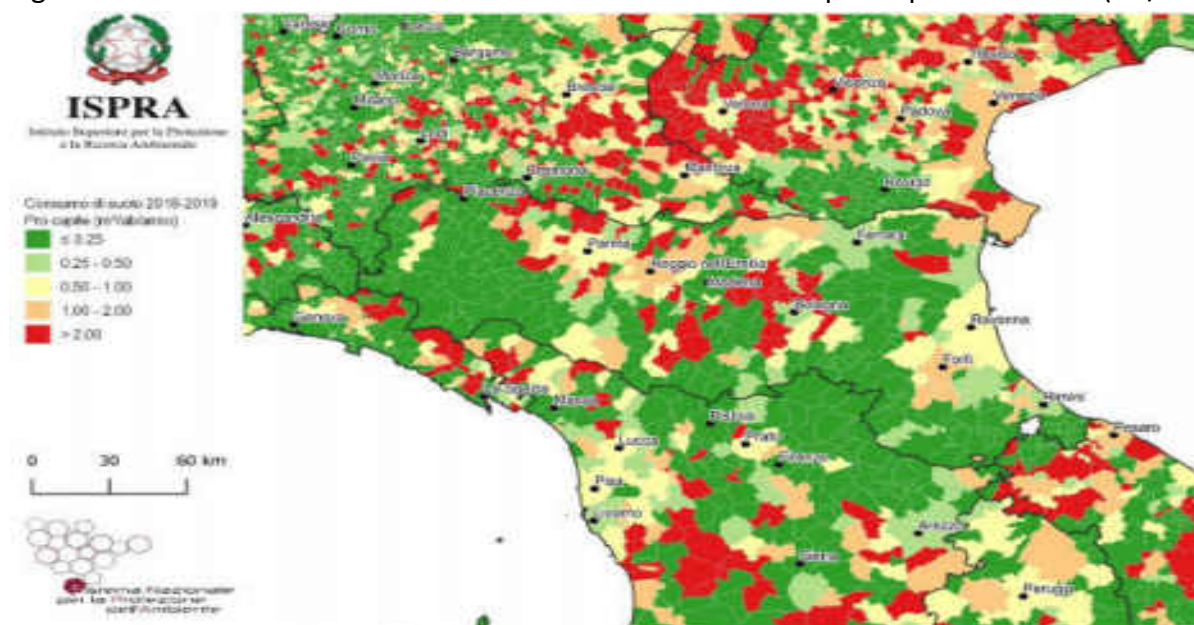 ISPRA
Istituto Superiore per la Protezione
e la Ricerca Ambientale
Consumo di suolo 2018-2019
Pro-capite (m²/ab/anno)
≤ 0.25
0.25 - 0.50
0.50 - 1.00
1.00 - 2.00
> 2.00
0 30 60 km
Sistema Nazionale
per la Protezione
dell'Ambiente
Varese
Como
Bergamo
Treviso
Monza
Brescia
Vicenza
Milano
Verona
Padova
Venezia
Lodi
Pavia
Cremona
Mantova
Rovigo
Piacenza
Alessandria
Ferrara
Parma
Reggio nell'Emilia
Modena
Bologna
Genova
Ravenna
Forlì
La Spezia
Massa
Rimini
Pistoia
Pesaro
Lucca
Prato
Firenze
Pisa
Livorno
Arezzo
Siena
Perugia